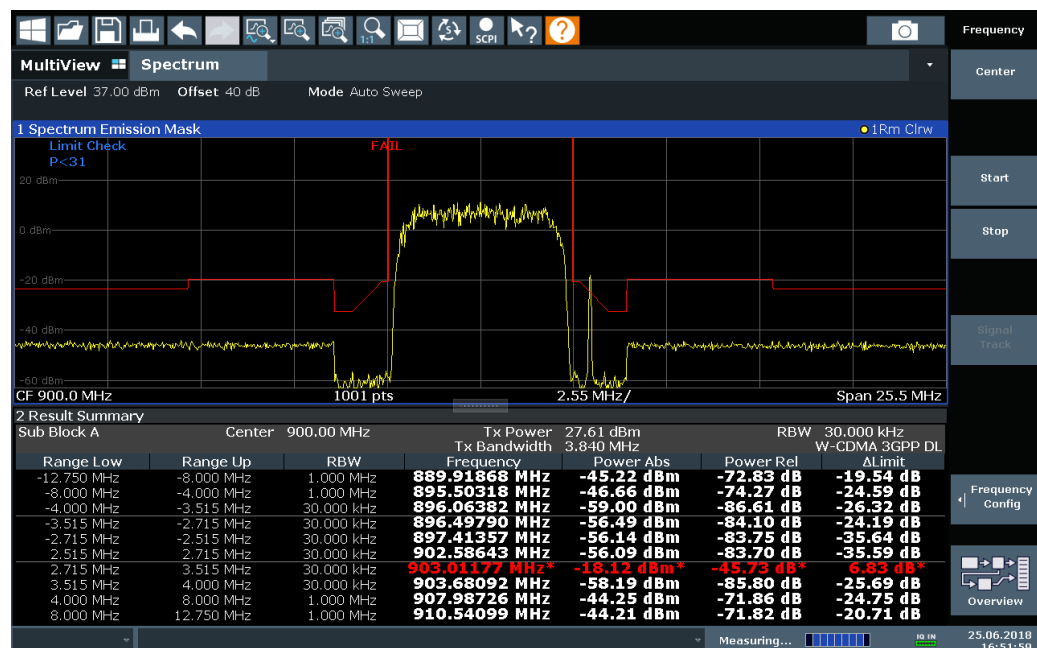 1:1
SCPI
?
?
Frequency
MultiView Spectrum
Center
Ref Level 37.00 dBm Offset 40 dB Mode Auto Sweep
1 Spectrum Emission Mask
1Rm Clrw
Limit Check
FAIL
P<31
Start
20 dBm
0 dBm
Stop
-20 dBm
-40 dBm
Signal
Track
-60 dBm
CF 900.0 MHz 1001 pts 2.55 MHz/ Span 25.5 MHz
2 Result Summary
Sub Block A Center 900.00 MHz Tx Power 27.61 dBm RBW 30.000 kHz
Tx Bandwidth 3.840 MHz W-CDMA 3GPP DL
Range Low Range Up RBW Frequency Power Abs Power Rel ΔLimit
-12.750 MHz -8.000 MHz 1.000 MHz 889.91868 MHz -45.22 dBm -72.83 dB -19.54 dB
-8.000 MHz -4.000 MHz 1.000 MHz 895.50318 MHz -46.66 dBm -74.27 dB -24.59 dB
-4.000 MHz -3.515 MHz 30.000 kHz 896.06382 MHz -59.00 dBm -86.61 dB -26.32 dB
-3.515 MHz -2.715 MHz 30.000 kHz 896.49790 MHz -56.49 dBm -84.10 dB -24.19 dB
-2.715 MHz -2.515 MHz 30.000 kHz 897.41357 MHz -56.14 dBm -83.75 dB -35.64 dB
2.515 MHz 2.715 MHz 30.000 kHz 902.58643 MHz -56.09 dBm -83.70 dB -35.59 dB
2.715 MHz 3.515 MHz 30.000 kHz 903.01177 MHz* -18.12 dBm* -45.73 dB* 6.83 dB*
3.515 MHz 4.000 MHz 30.000 kHz 903.68092 MHz -58.19 dBm -85.80 dB -25.69 dB
4.000 MHz 8.000 MHz 1.000 MHz 907.98726 MHz -44.25 dBm -71.86 dB -24.75 dB
8.000 MHz 12.750 MHz 1.000 MHz 910.54099 MHz -44.21 dBm -71.82 dB -20.71 dB
Frequency
Config
Overview
Measuring...
IQ IN
25.06.2018
16:51:59